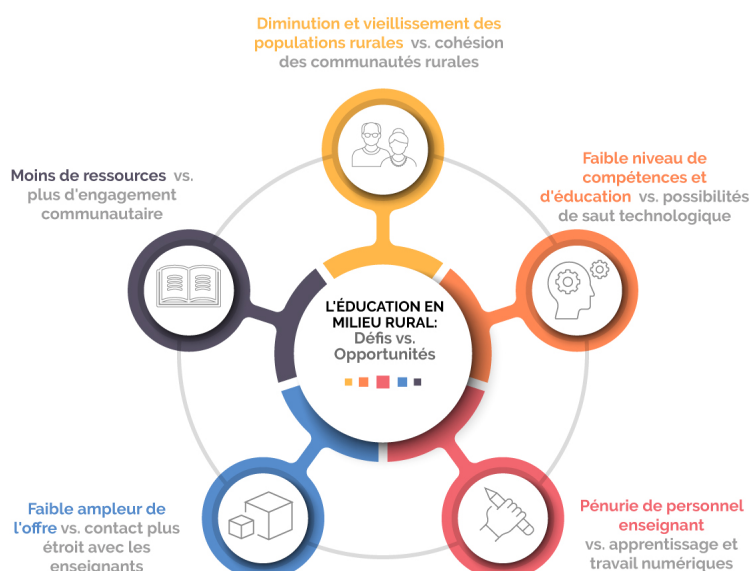 Diminution et vieillissement des
populations rurales vs. cohésion
des communautés rurales
Moins de ressources vs.
plus d'engagement
communautaire
Faible niveau de
compétences et
d'éducation vs. possibilités
de saut technologique
L'ÉDUCATION EN
MILIEU RURAL:
Défis vs.
Opportunités
Faible ampleur de
l'offre vs. contact plus
étroit avec les
enseignants
Pénurie de personnel
enseignant
vs. apprentissage et
travail numériques